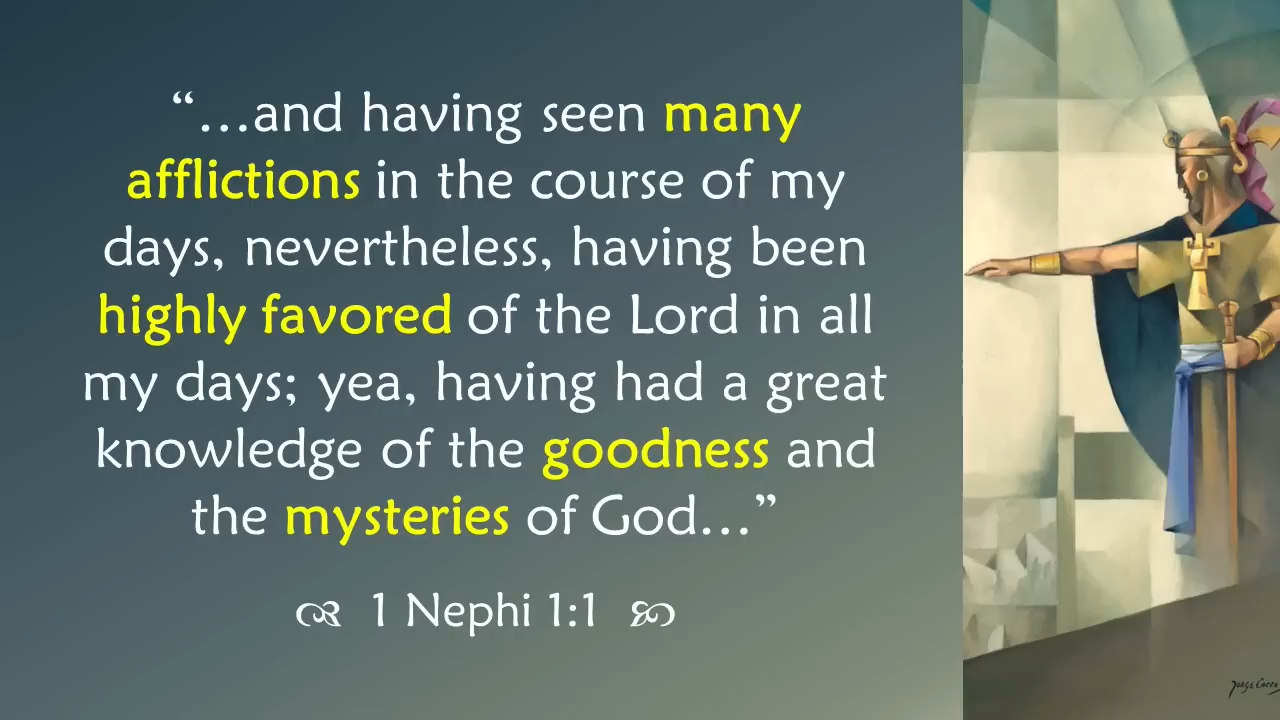 “…and having seen many
afflictions in the course of my
days, nevertheless, having been
highly favored of the Lord in all
my days; yea, having had a great
knowledge of the goodness and
the mysteries of God…”
1 Nephi 1:1
Jorge Cocco